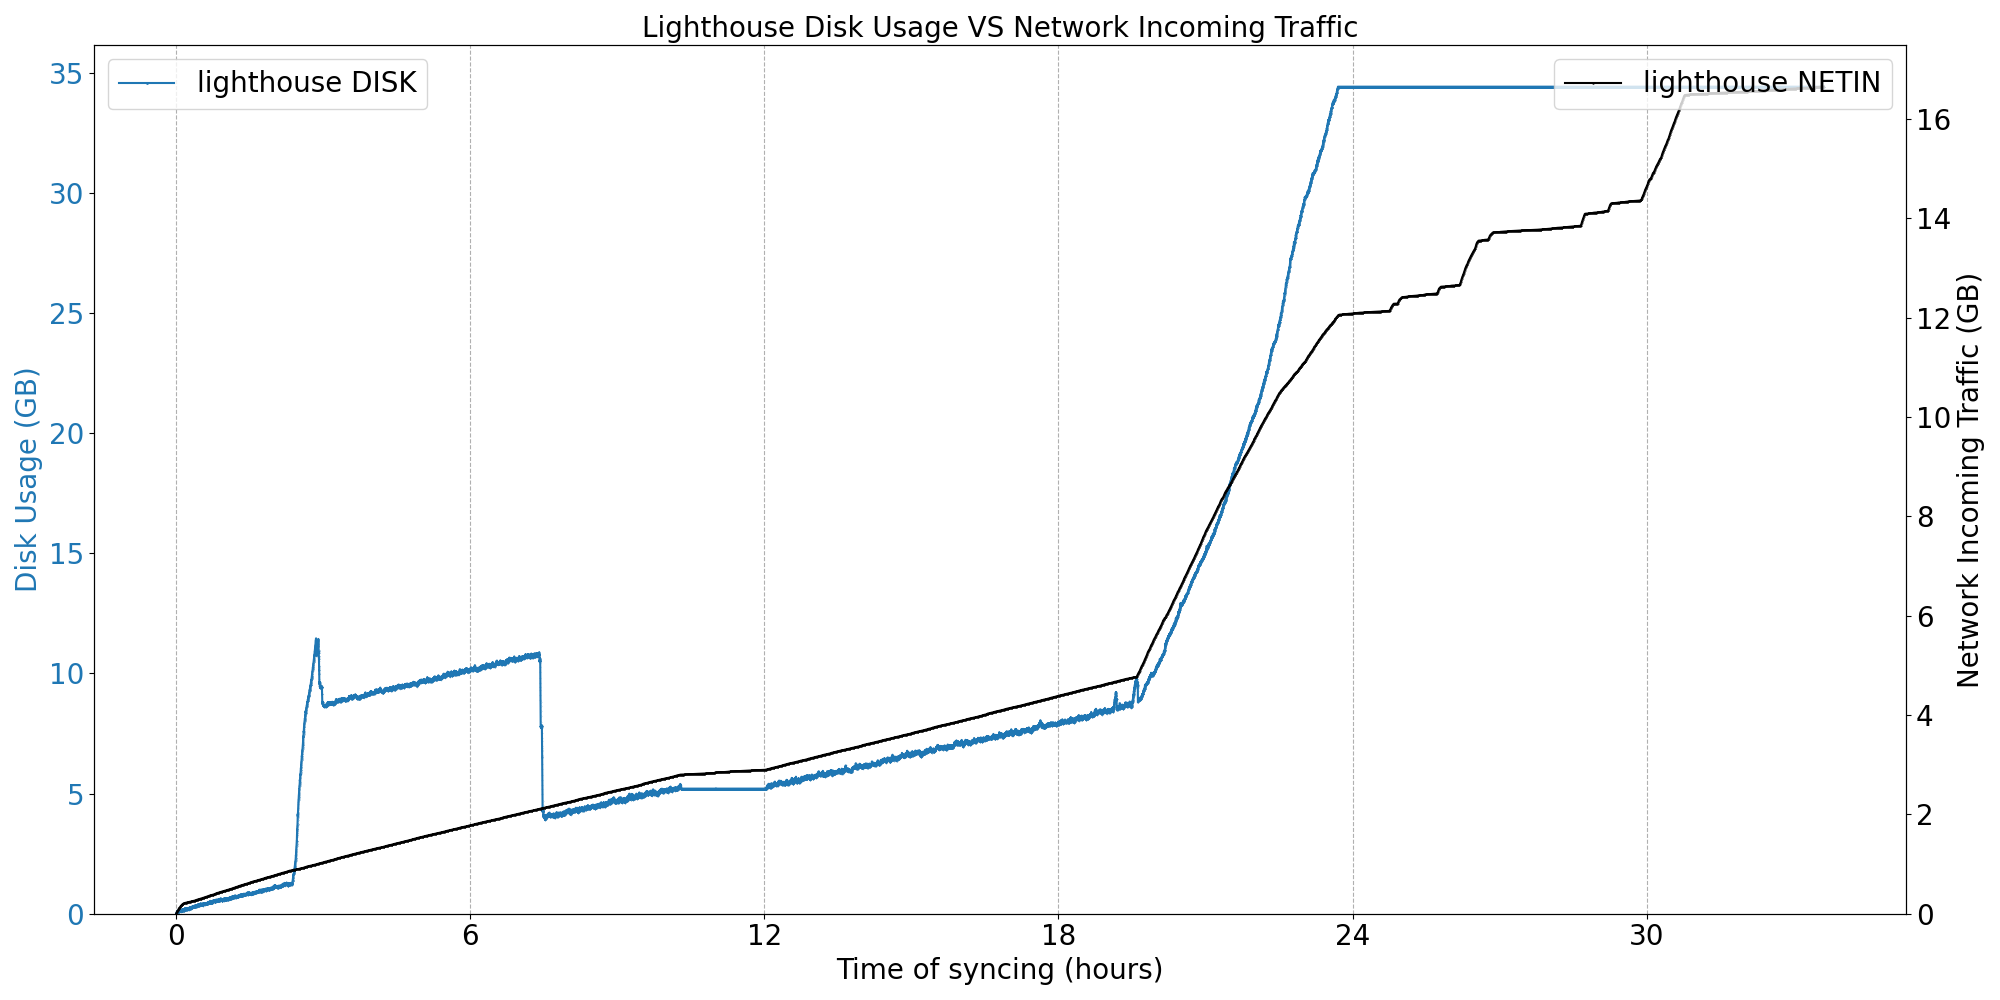 Lighthouse Disk Usage VS Network Incoming Traffic
lighthouse DISK
lighthouse NETIN
Disk Usage (GB)
35
30
25
20
15
10
5
0
Network Incoming Traffic (GB)
16
14
12
10
8
6
4
2
0
0 6 12 18 24 30
Time of syncing (hours)